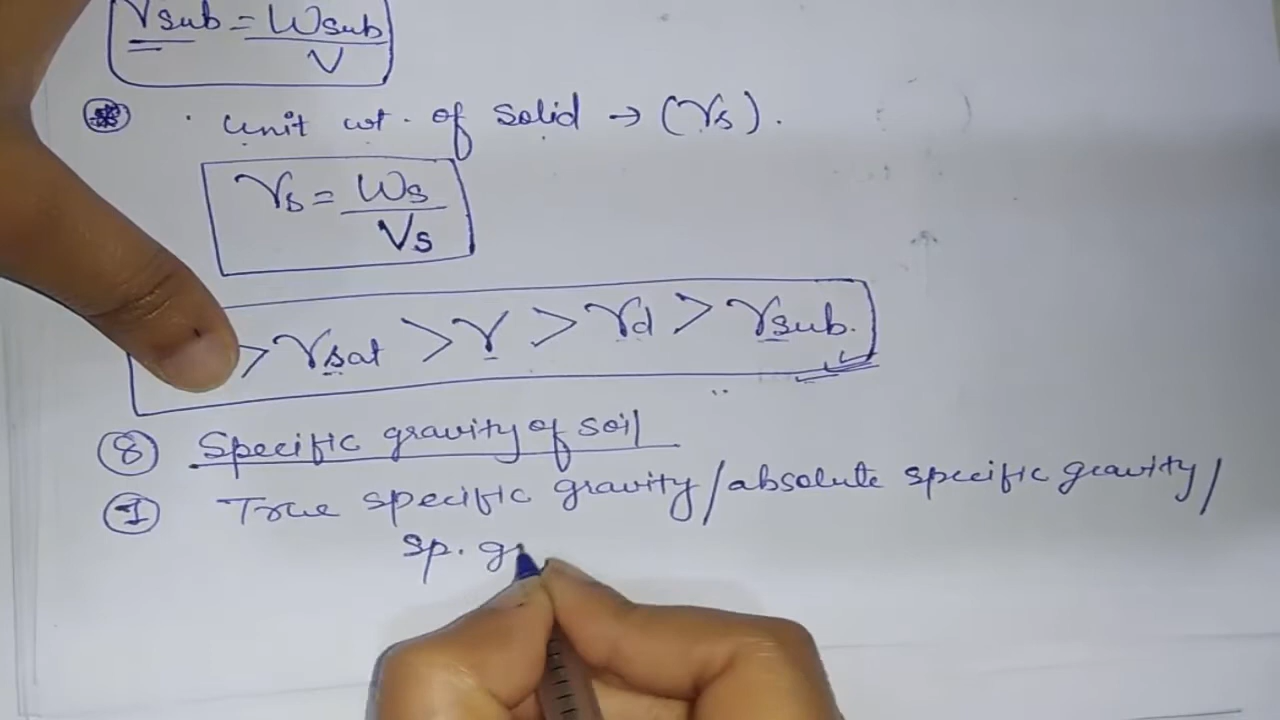 γsub = Wsub / V
unit wt. of solid → (γs).
γs = Ws / Vs
> γsat > γ > γd > γsub.
8 Specific gravity of soil
I True specific gravity / absolute specific gravity /
sp. g